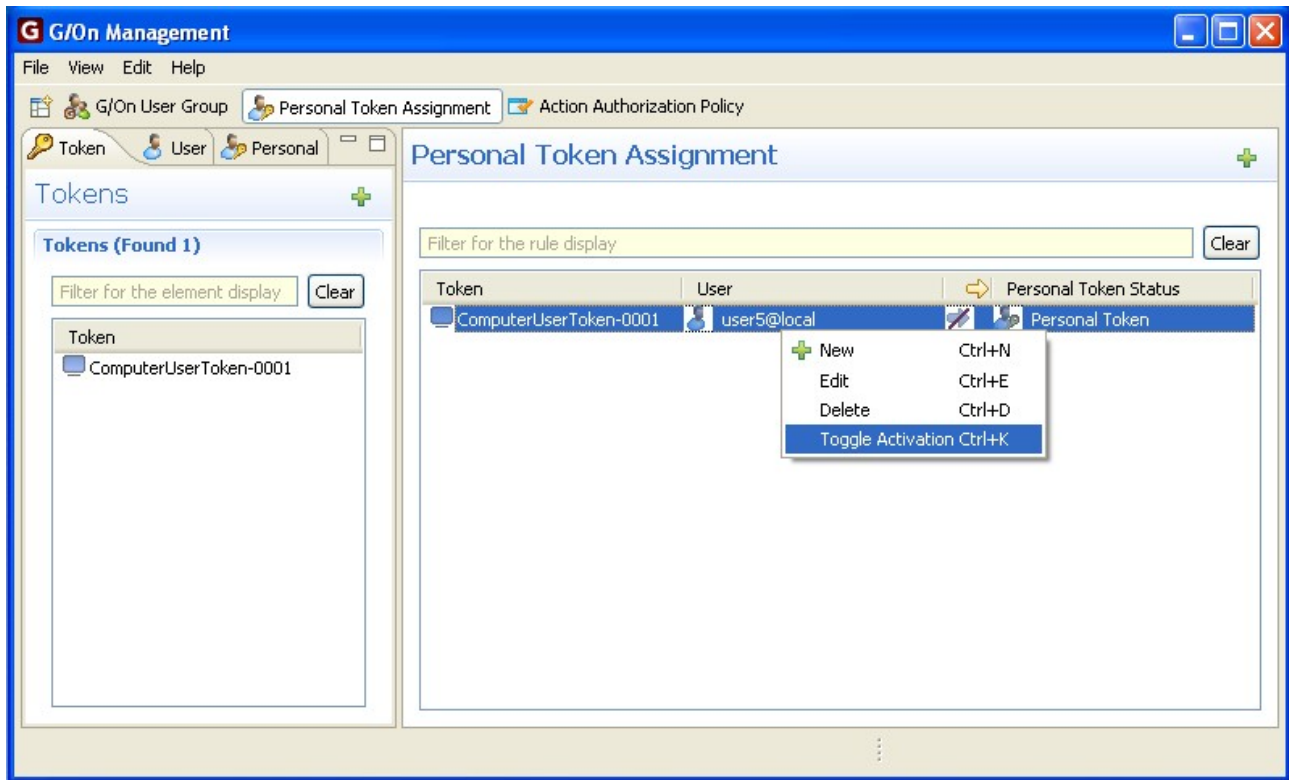 G G/On Management
File View Edit Help
G/On User Group Personal Token Assignment Action Authorization Policy
Token User Personal
Personal Token Assignment
Tokens
Tokens (Found 1)
Filter for the rule display Clear
Filter for the element display Clear
Token User Personal Token Status
ComputerUserToken-0001 user5@local Personal Token
Token
ComputerUserToken-0001
New Ctrl+N
Edit Ctrl+E
Delete Ctrl+D
Toggle Activation Ctrl+K